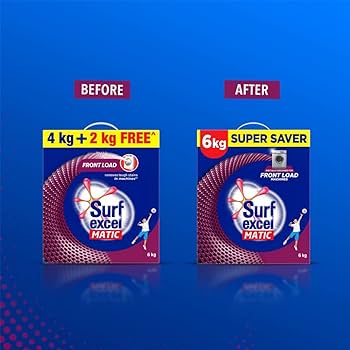 BEFORE
AFTER
4 kg + 2 kg FREE^
FRONT LOAD
removes tough stains
in machines^
Surf
excel
MATIC
6 kg
6kg SUPER SAVER
FRONT LOAD
MACHINES
Surf
excel
MATIC
6 kg